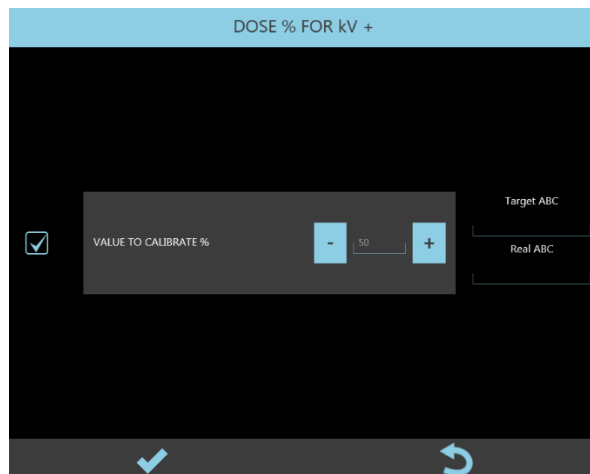 DOSE % FOR kV +
Target ABC
VALUE TO CALIBRATE % - 50 +
Real ABC